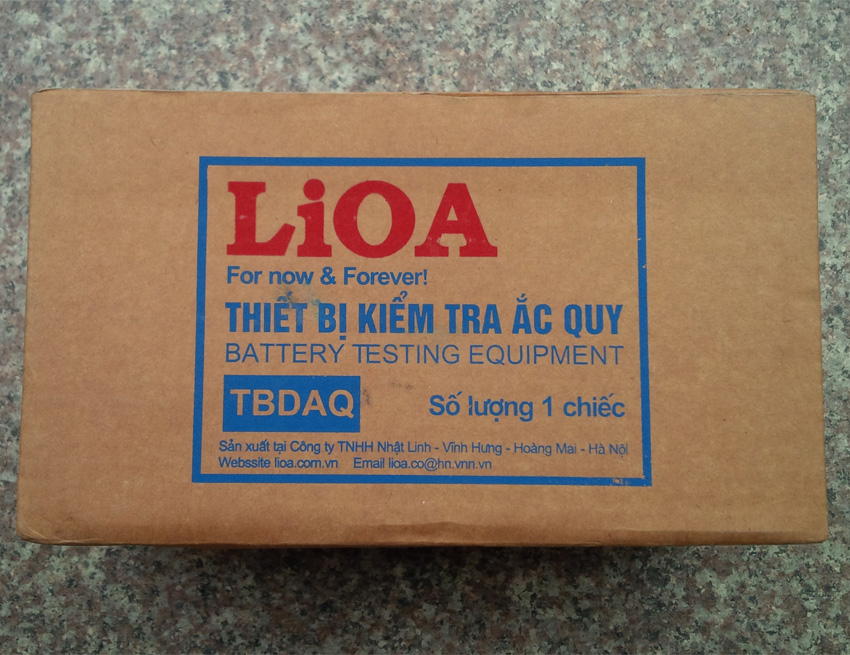 LiOA
For now & Forever!
THIẾT BỊ KIỂM TRA ẮC QUY
BATTERY TESTING EQUIPMENT
TBDAQ Số lượng 1 chiếc
Sản xuất tại Công ty TNHH Nhật Linh - Vĩnh Hưng - Hoàng Mai - Hà Nội
Webssite lioa.com.vn Email lioa.co@hn.vnn.vn